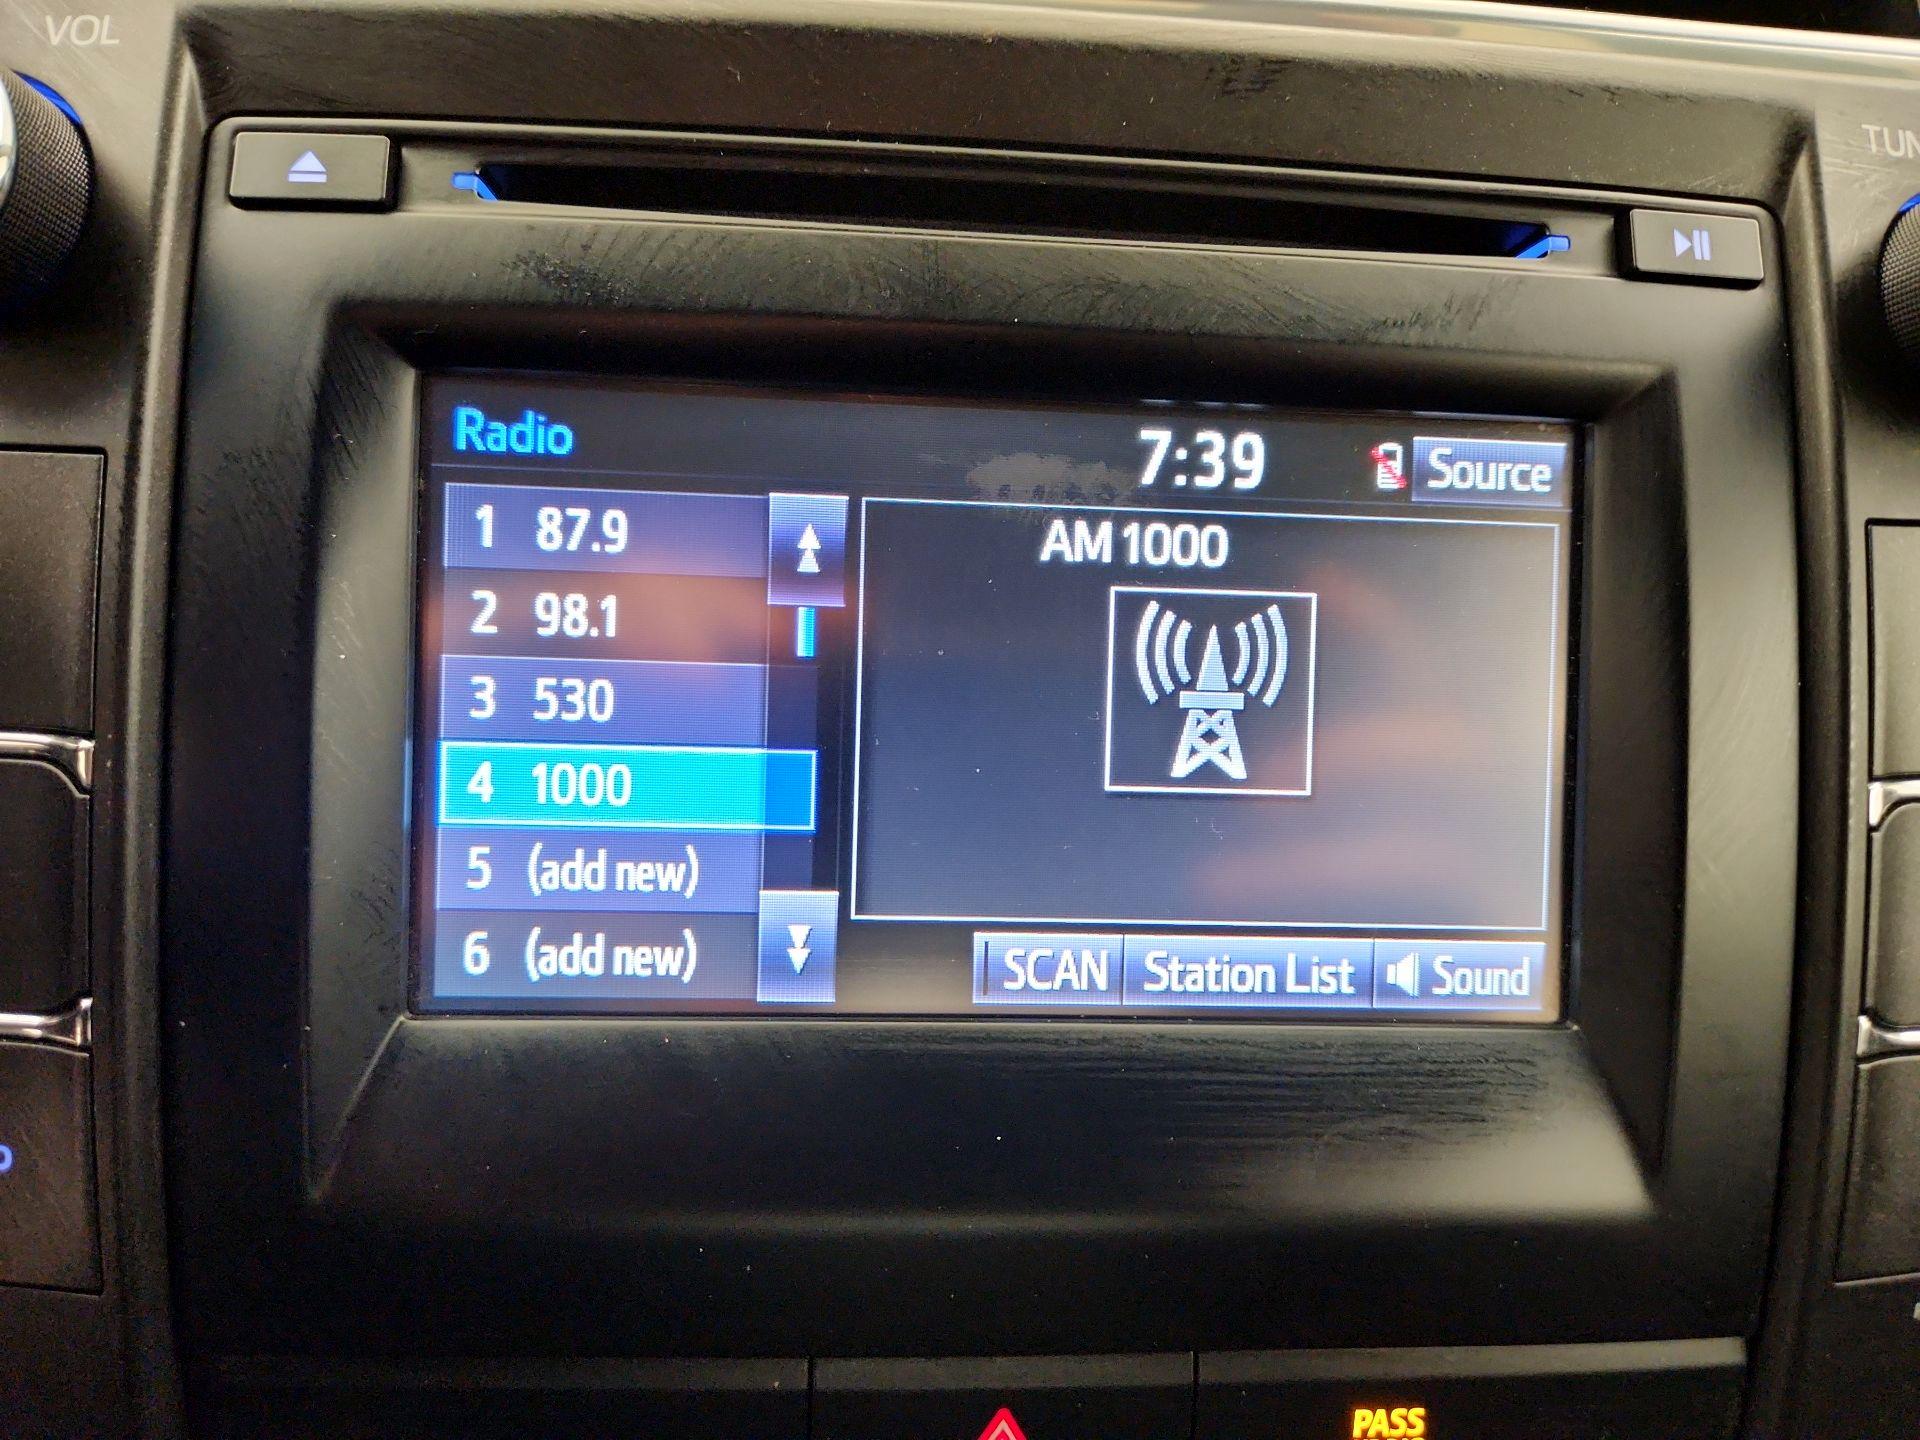 VOL
TUN
Radio
7:39
Source
1 87.9
2 98.1
3 530
4 1000
5 (add new)
6 (add new)
AM 1000
SCAN
Station List
Sound
PASS